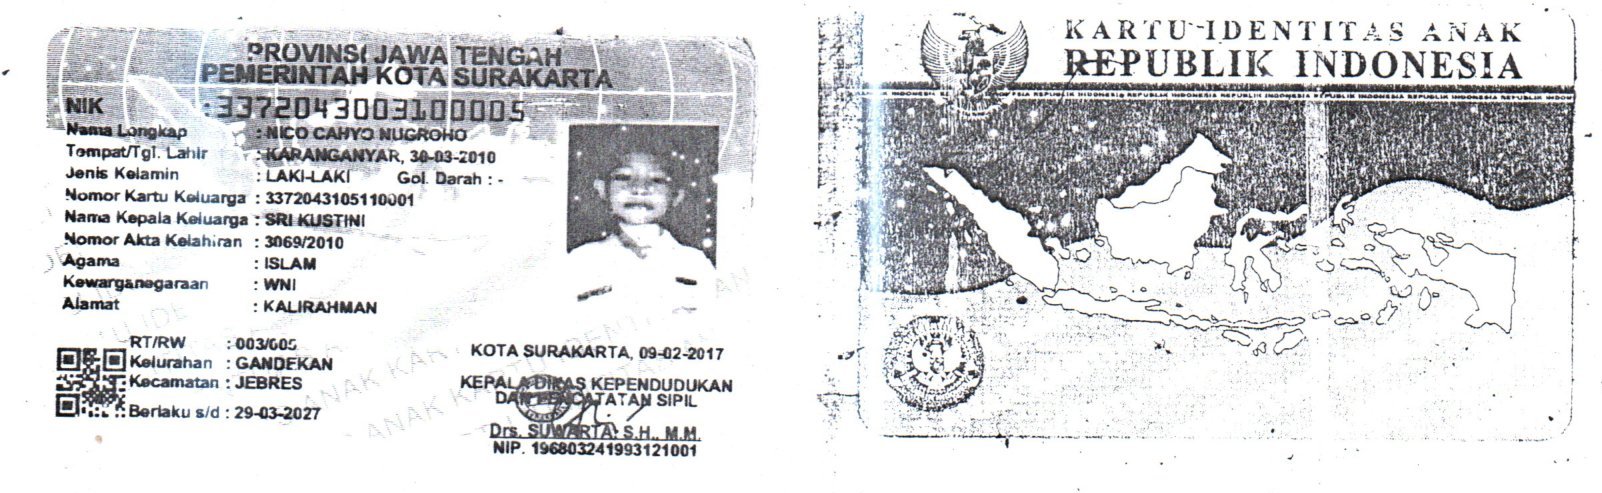 PROVINSI JAWA TENGAH
PEMERINTAH KOTA SURAKARTA
NIK : 3372043003100005
Nama Lengkap : NICO CAHYO NUGROHO
Tempat/Tgl. Lahir : KARANGANYAR, 30-03-2010
Jenis Kelamin : LAKI-LAKI Gol. Darah : -
Nomor Kartu Keluarga : 3372043105110001
Nama Kepala Keluarga : SRI KUSTINI
Nomor Akta Kelahiran : 3069/2010
Agama : ISLAM
Kewarganegaraan : WNI
Alamat : KALIRAHMAN
RT/RW : 003/005
Kelurahan : GANDEKAN
Kecamatan : JEBRES
Berlaku s/d : 29-03-2027
KOTA SURAKARTA, 09-02-2017
KEPALA DINAS KEPENDUDUKAN
DAN PENCATATAN SIPIL
Drs. SUWARTA, S.H., M.M.
NIP. 196803241993121001
KARTU IDENTITAS ANAK
REPUBLIK INDONESIA